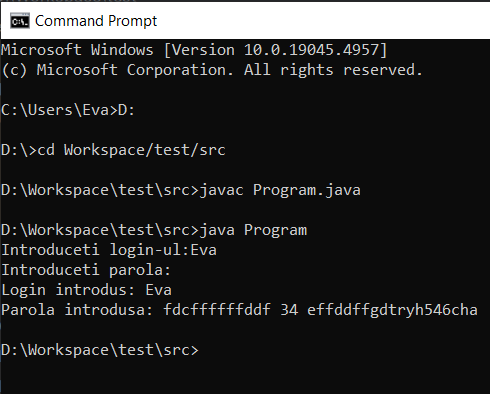 Command Prompt
Microsoft Windows [Version 10.0.19045.4957]
(c) Microsoft Corporation. All rights reserved.
C:\Users\Eva>D:
D:\>cd Workspace/test/src
D:\Workspace\test\src>javac Program.java
D:\Workspace\test\src>java Program
Introduceti login-ul:Eva
Introduceti parola:
Login introdus: Eva
Parola introdusa: fdcffffffddf 34 effddffgdtryh546cha
D:\Workspace\test\src>